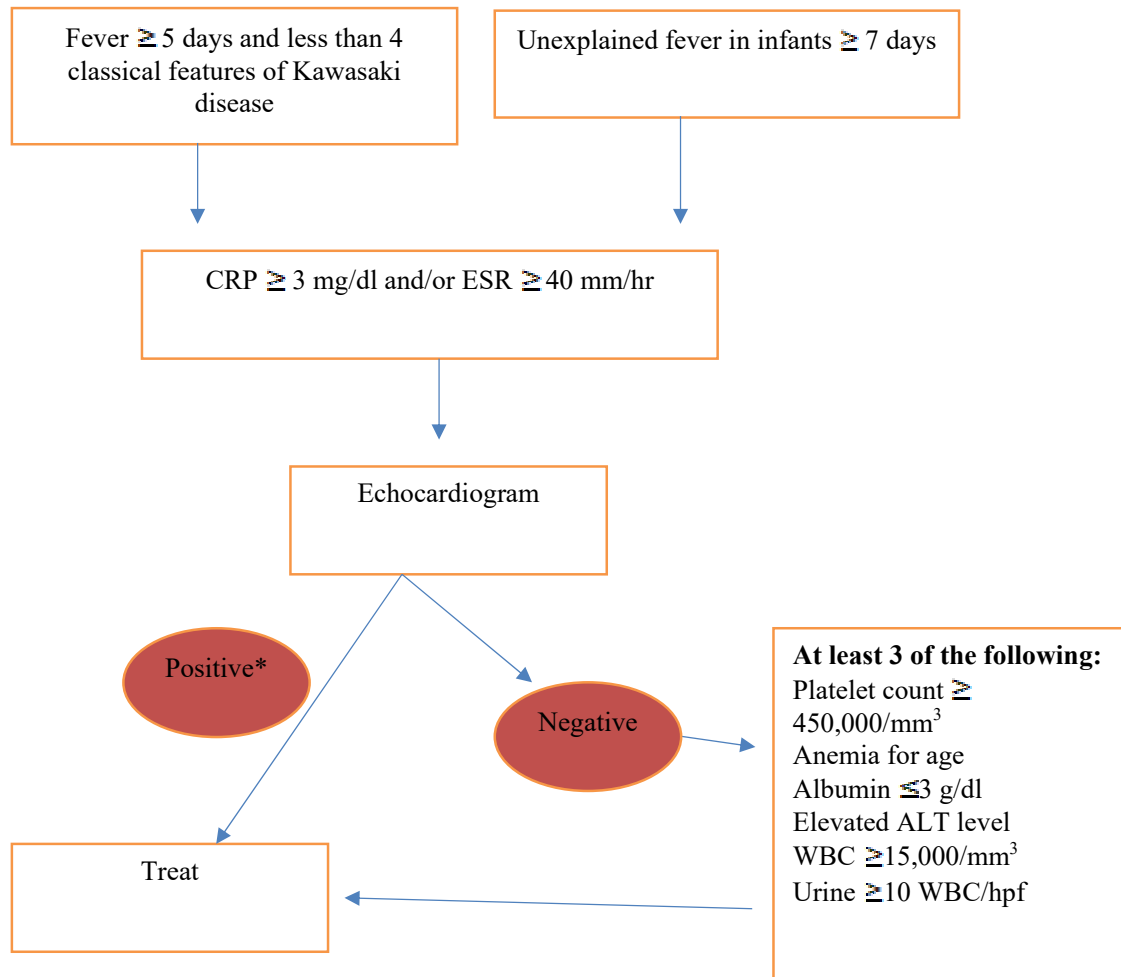 Fever ≥ 5 days and less than 4
classical features of Kawasaki
disease
Unexplained fever in infants ≥ 7 days
CRP ≥ 3 mg/dl and/or ESR ≥ 40 mm/hr
Echocardiogram
Positive*
Negative
At least 3 of the following:
Platelet count ≥
450,000/mm³
Anemia for age
Albumin ≤3 g/dl
Elevated ALT level
WBC ≥15,000/mm³
Urine ≥10 WBC/hpf
Treat